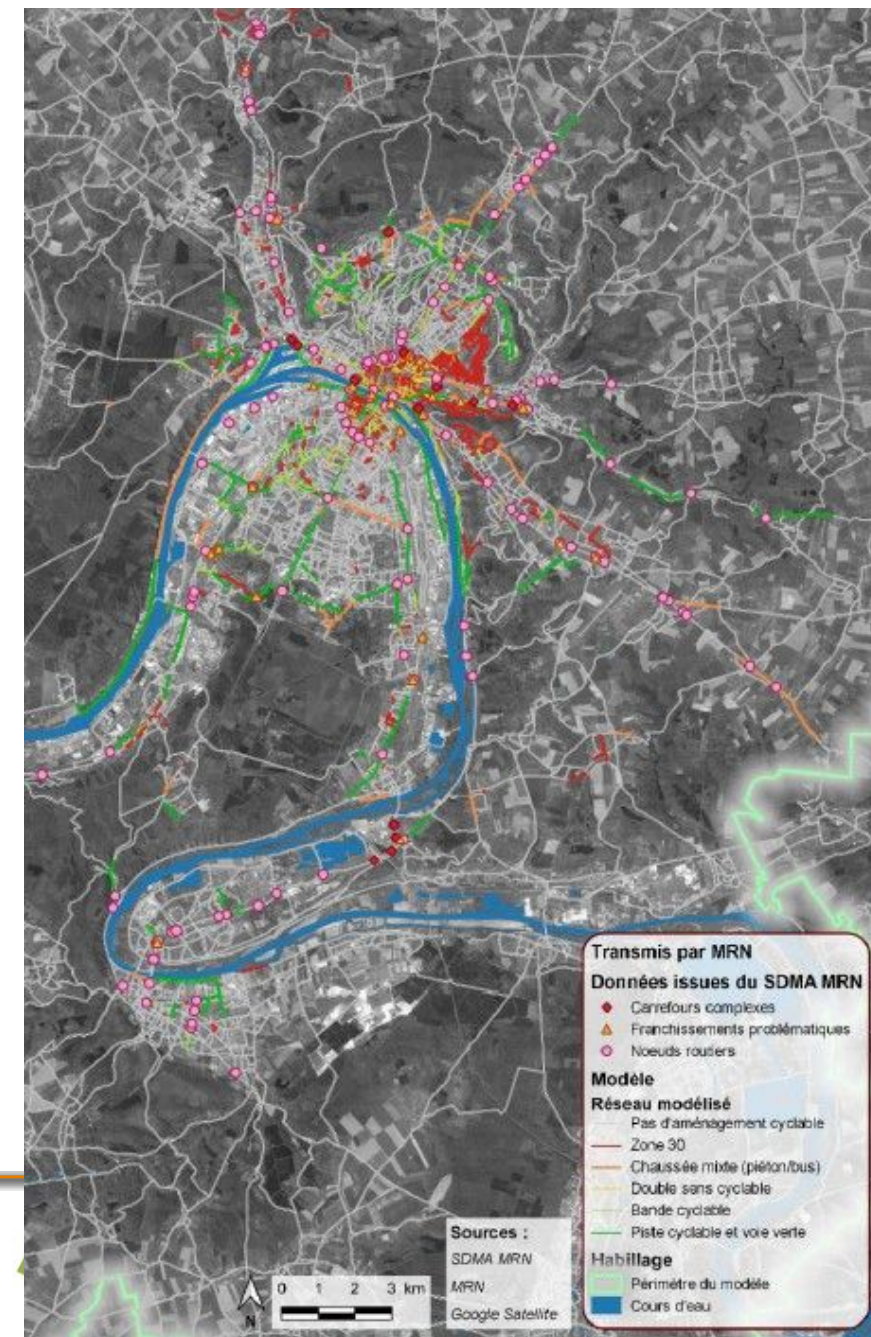 Transmis par MRN
Données issues du SDMA MRN
Carrefours complexes
Franchissements problématiques
Noeuds routiers
Modèle
Réseau modélisé
Pas d'aménagement cyclable
Zone 30
Chaussée mixte (piéton/bus)
Double sens cyclable
Bande cyclable
Piste cyclable et voie verte
Habillage
Périmètre du modèle
Cours d'eau
Sources :
SDMA MRN
MRN
Google Satellite
0 1 2 3 km
N